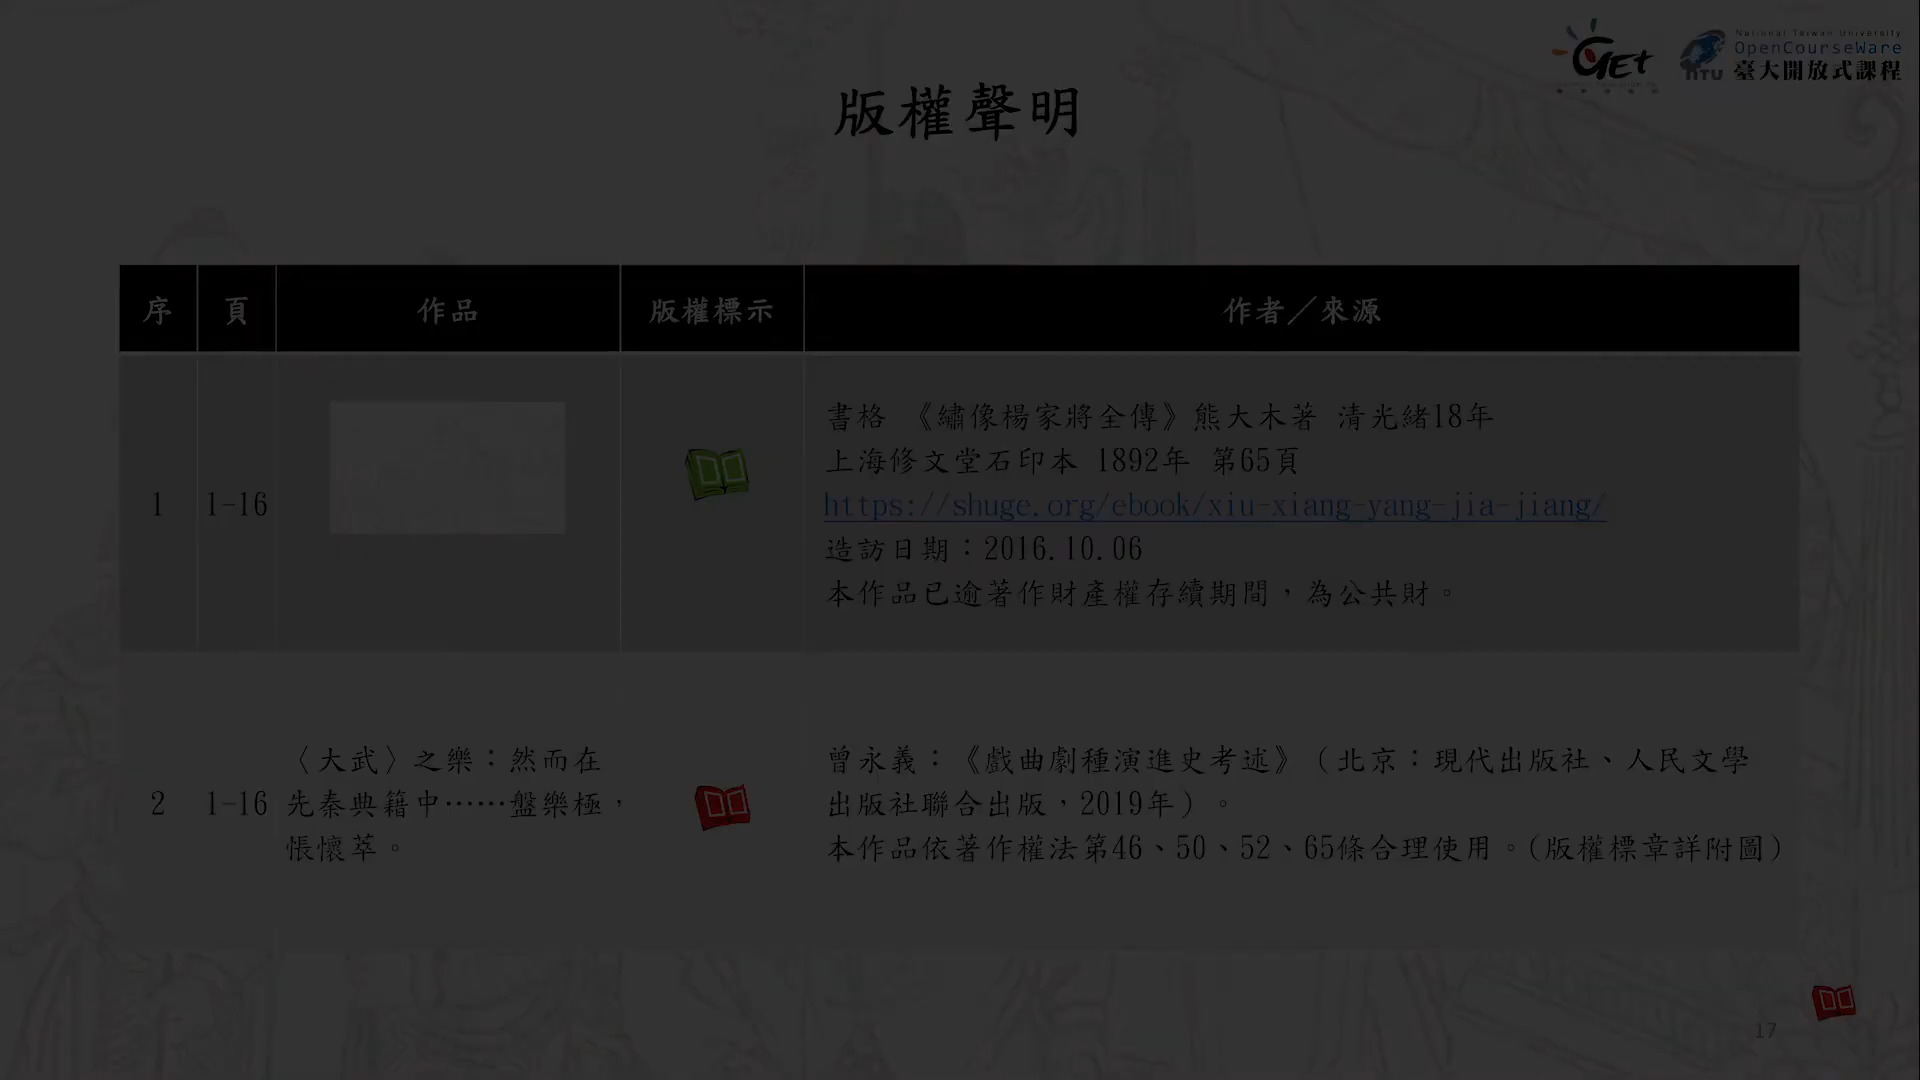 GET
National Taiwan University
OpenCourseWare
NTU 臺大開放式課程
版權聲明
序 頁 作品 版權標示 作者／來源
1 1-16
書格 《繡像楊家將全傳》熊大木著 清光緒18年
上海修文堂石印本 1892年 第65頁
https://shuge.org/ebook/xiu-xiang-yang-jia-jiang/
造訪日期：2016.10.06
本作品已逾著作財產權存續期間，為公共財。
2 1-16
〈大武〉之樂：然而在
先秦典籍中……盤樂極，
悵懷萃。
曾永義：《戲曲劇種演進史考述》（北京：現代出版社、人民文學
出版社聯合出版，2019年）。
本作品依著作權法第46、50、52、65條合理使用。(版權標章詳附圖)
17